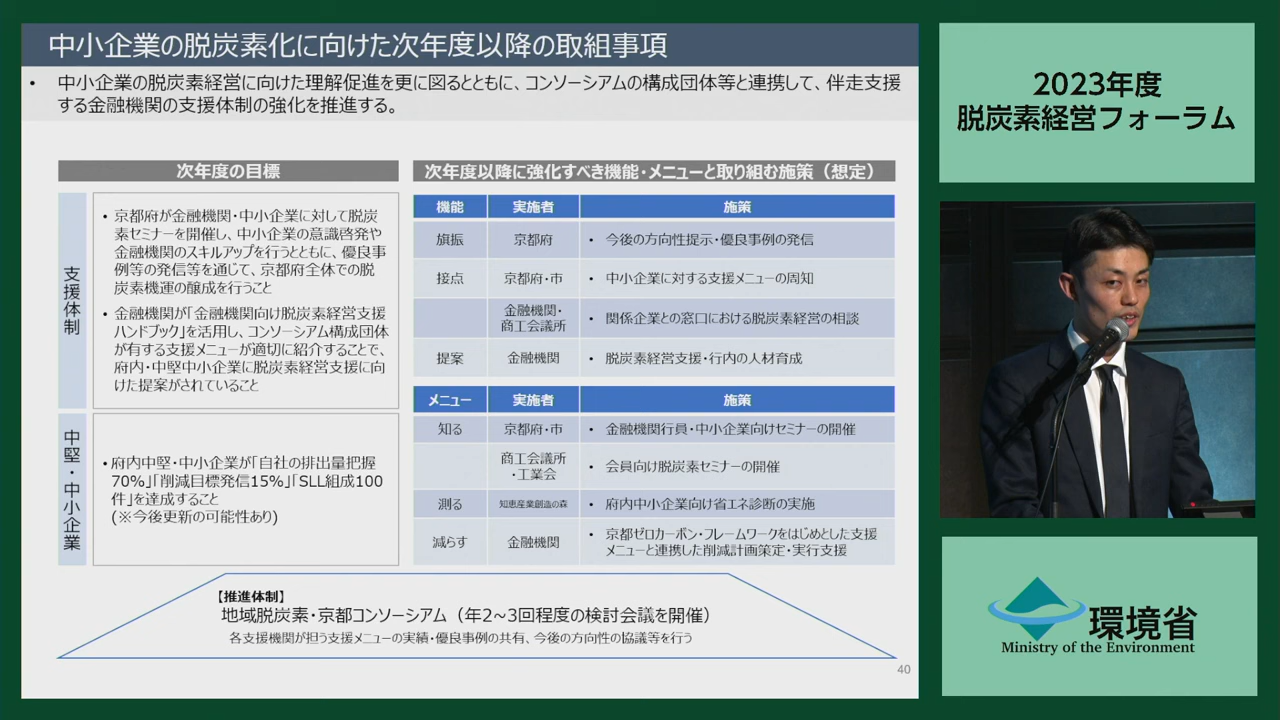 中小企業の脱炭素化に向けた次年度以降の取組事項
• 中小企業の脱炭素経営に向けた理解促進を更に図るとともに、コンソーシアムの構成団体等と連携して、伴走支援
する金融機関の支援体制の強化を推進する。
次年度の目標
支援体制
• 京都府が金融機関・中小企業に対して脱炭
素セミナーを開催し、中小企業の意識啓発や
金融機関のスキルアップを行うとともに、優良事
例等の発信等を通じて、京都府全体での脱
炭素機運の醸成を行うこと
• 金融機関が「金融機関向け脱炭素経営支援
ハンドブック」を活用し、コンソーシアム構成団体
が有する支援メニューが適切に紹介することで、
府内・中堅中小企業に脱炭素経営支援に向
けた提案がされていること
中堅・中小企業
• 府内中堅・中小企業が「自社の排出量把握
70%」「削減目標発信15%」「SLL組成100
件」を達成すること
(※今後更新の可能性あり)
次年度以降に強化すべき機能・メニューと取り組む施策（想定）
機能 実施者 施策
旗振 京都府 • 今後の方向性提示・優良事例の発信
接点 京都府・市 • 中小企業に対する支援メニューの周知
金融機関・
商工会議所 • 関係企業との窓口における脱炭素経営の相談
提案 金融機関 • 脱炭素経営支援・行内の人材育成
メニュー 実施者 施策
知る 京都府・市 • 金融機関行員・中小企業向けセミナーの開催
商工会議所
・工業会 • 会員向け脱炭素セミナーの開催
測る 知恵産業創造の森 • 府内中小企業向け省エネ診断の実施
減らす 金融機関 • 京都ゼロカーボン・フレームワークをはじめとした支援
メニューと連携した削減計画策定・実行支援
【推進体制】
地域脱炭素・京都コンソーシアム（年2~3回程度の検討会議を開催）
各支援機関が担う支援メニューの実績・優良事例の共有、今後の方向性の協議等を行う
40
2023年度
脱炭素経営フォーラム
環境省
Ministry of the Environment